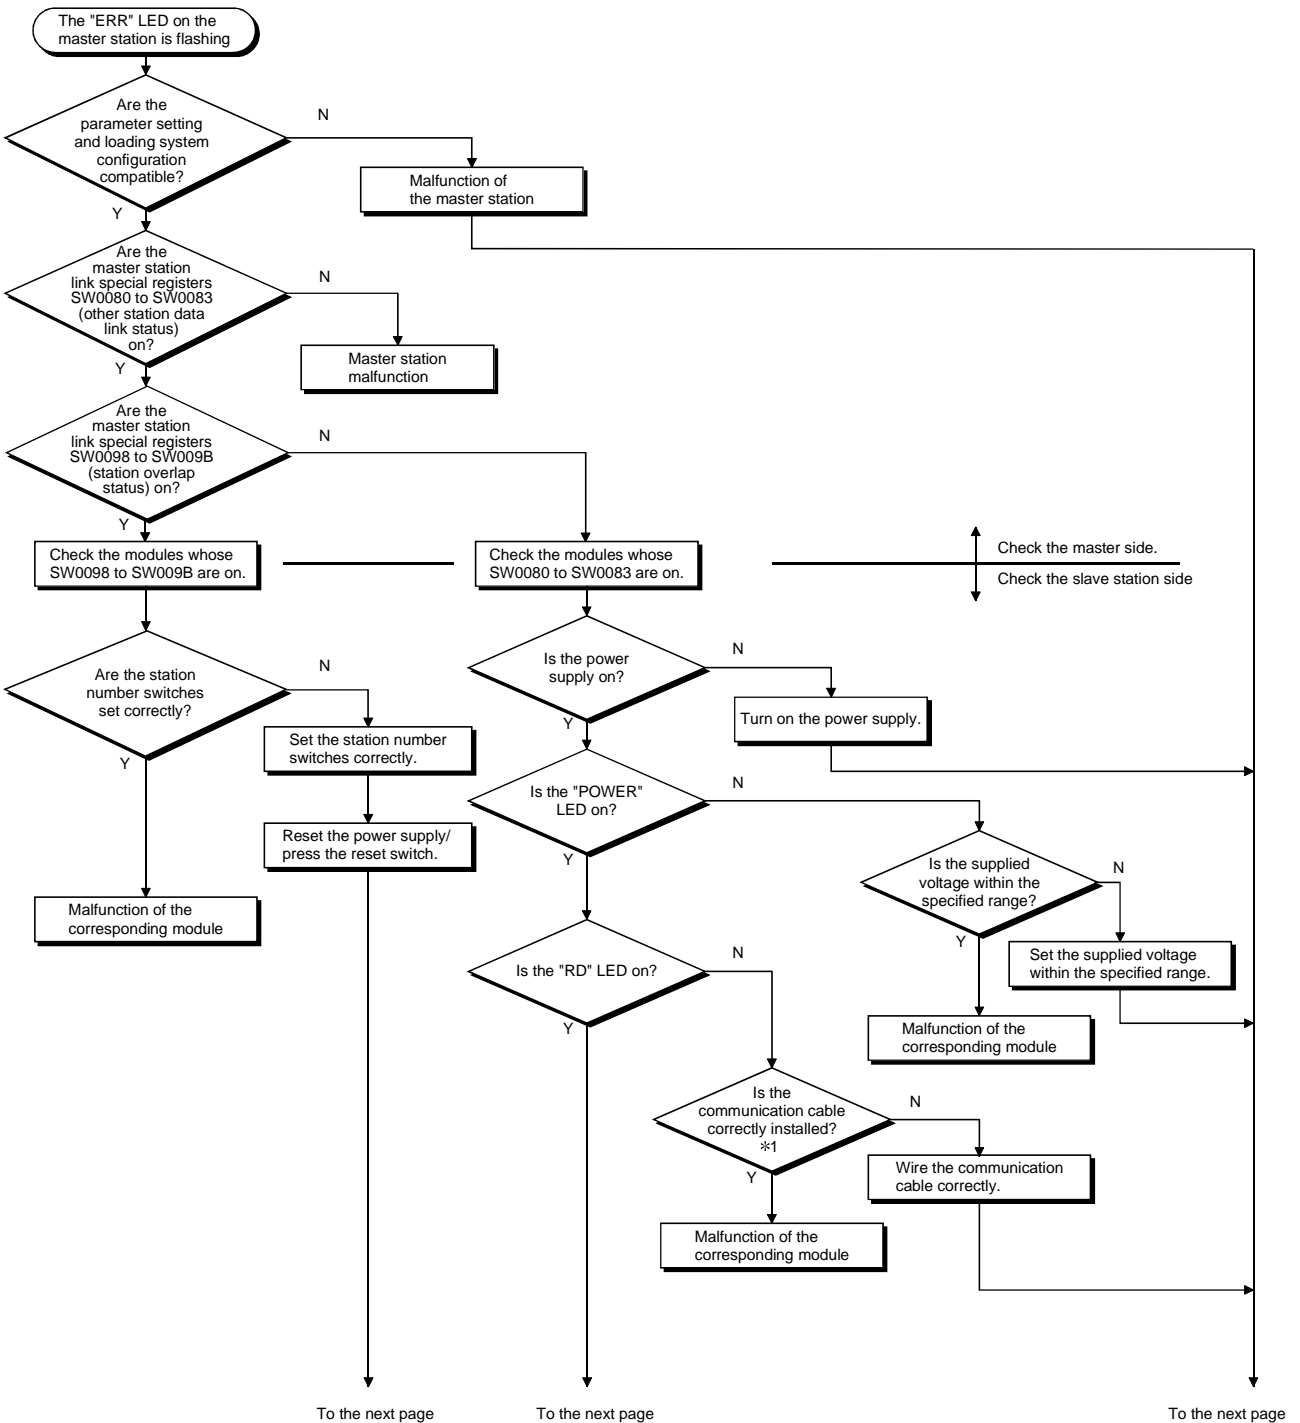 The "ERR" LED on the
master station is flashing
Are the
parameter setting
and loading system
configuration
compatible?
N
Y
Malfunction of
the master station
Are the
master station
link special registers
SW0080 to SW0083
(other station data
link status)
on?
N
Y
Master station
malfunction
Are the
master station
link special registers
SW0098 to SW009B
(station overlap
status) on?
N
Y
Check the modules whose
SW0098 to SW009B are on.
Check the modules whose
SW0080 to SW0083 are on.
Check the master side.
Check the slave station side
Are the station
number switches
set correctly?
N
Y
Set the station number
switches correctly.
Reset the power supply/
press the reset switch.
Malfunction of the
corresponding module
Is the power
supply on?
N
Y
Turn on the power supply.
Is the "POWER"
LED on?
N
Y
Is the supplied
voltage within the
specified range?
N
Y
Set the supplied voltage
within the specified range.
Malfunction of the
corresponding module
Is the "RD" LED on?
N
Y
Is the
communication cable
correctly installed?
*1
N
Y
Wire the communication
cable correctly.
Malfunction of the
corresponding module
To the next page
To the next page
To the next page